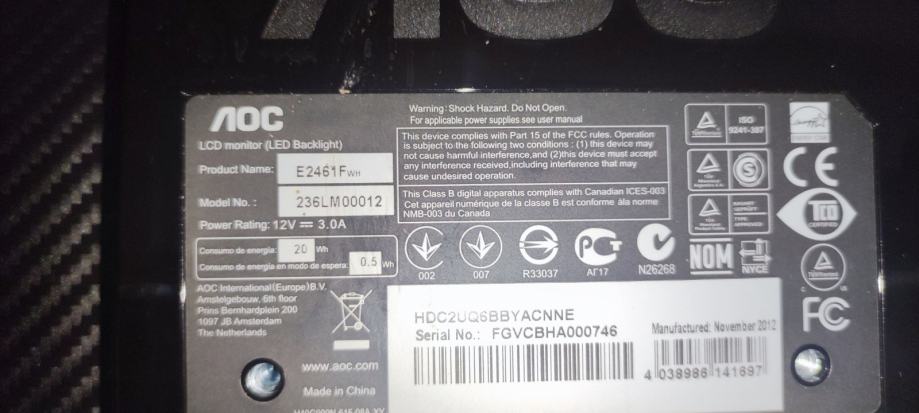 AOC
LCD monitor (LED Backlight)
Product Name: E2461FWH
Model No. : 236LM00012
Power Rating: 12V ⎓ 3.0A
Consumo de energía: 20 Wh
Consumo de energía en modo de espera: 0.5 Wh
AOC International (Europe) B.V.
Amstelgebouw, 6th floor
Prins Bernhardplein 200
1097 JB Amsterdam
The Netherlands
Warning: Shock Hazard. Do Not Open.
For applicable power supplies see user manual
This device complies with Part 15 of the FCC rules. Operation
is subject to the following two conditions : (1) this device may
not cause harmful interference,and (2)this device must accept
any interference received,including interference that may
cause undesired operation.
This Class B digital apparatus complies with Canadian ICES-003
Cet appareil numérique de la classe B est conforme àla norme
NMB-003 du Canada
002
007
R33037
АГ17
N26268
NOM
NYCE
ISO
9241-307
CE
TCO
CERTIFIED
FC
www.aoc.com
Made in China
HDC2UQ6BBYACNNE
Serial No.: FGVCBHA000746
Manufactured: November 2012
4 038986 141697